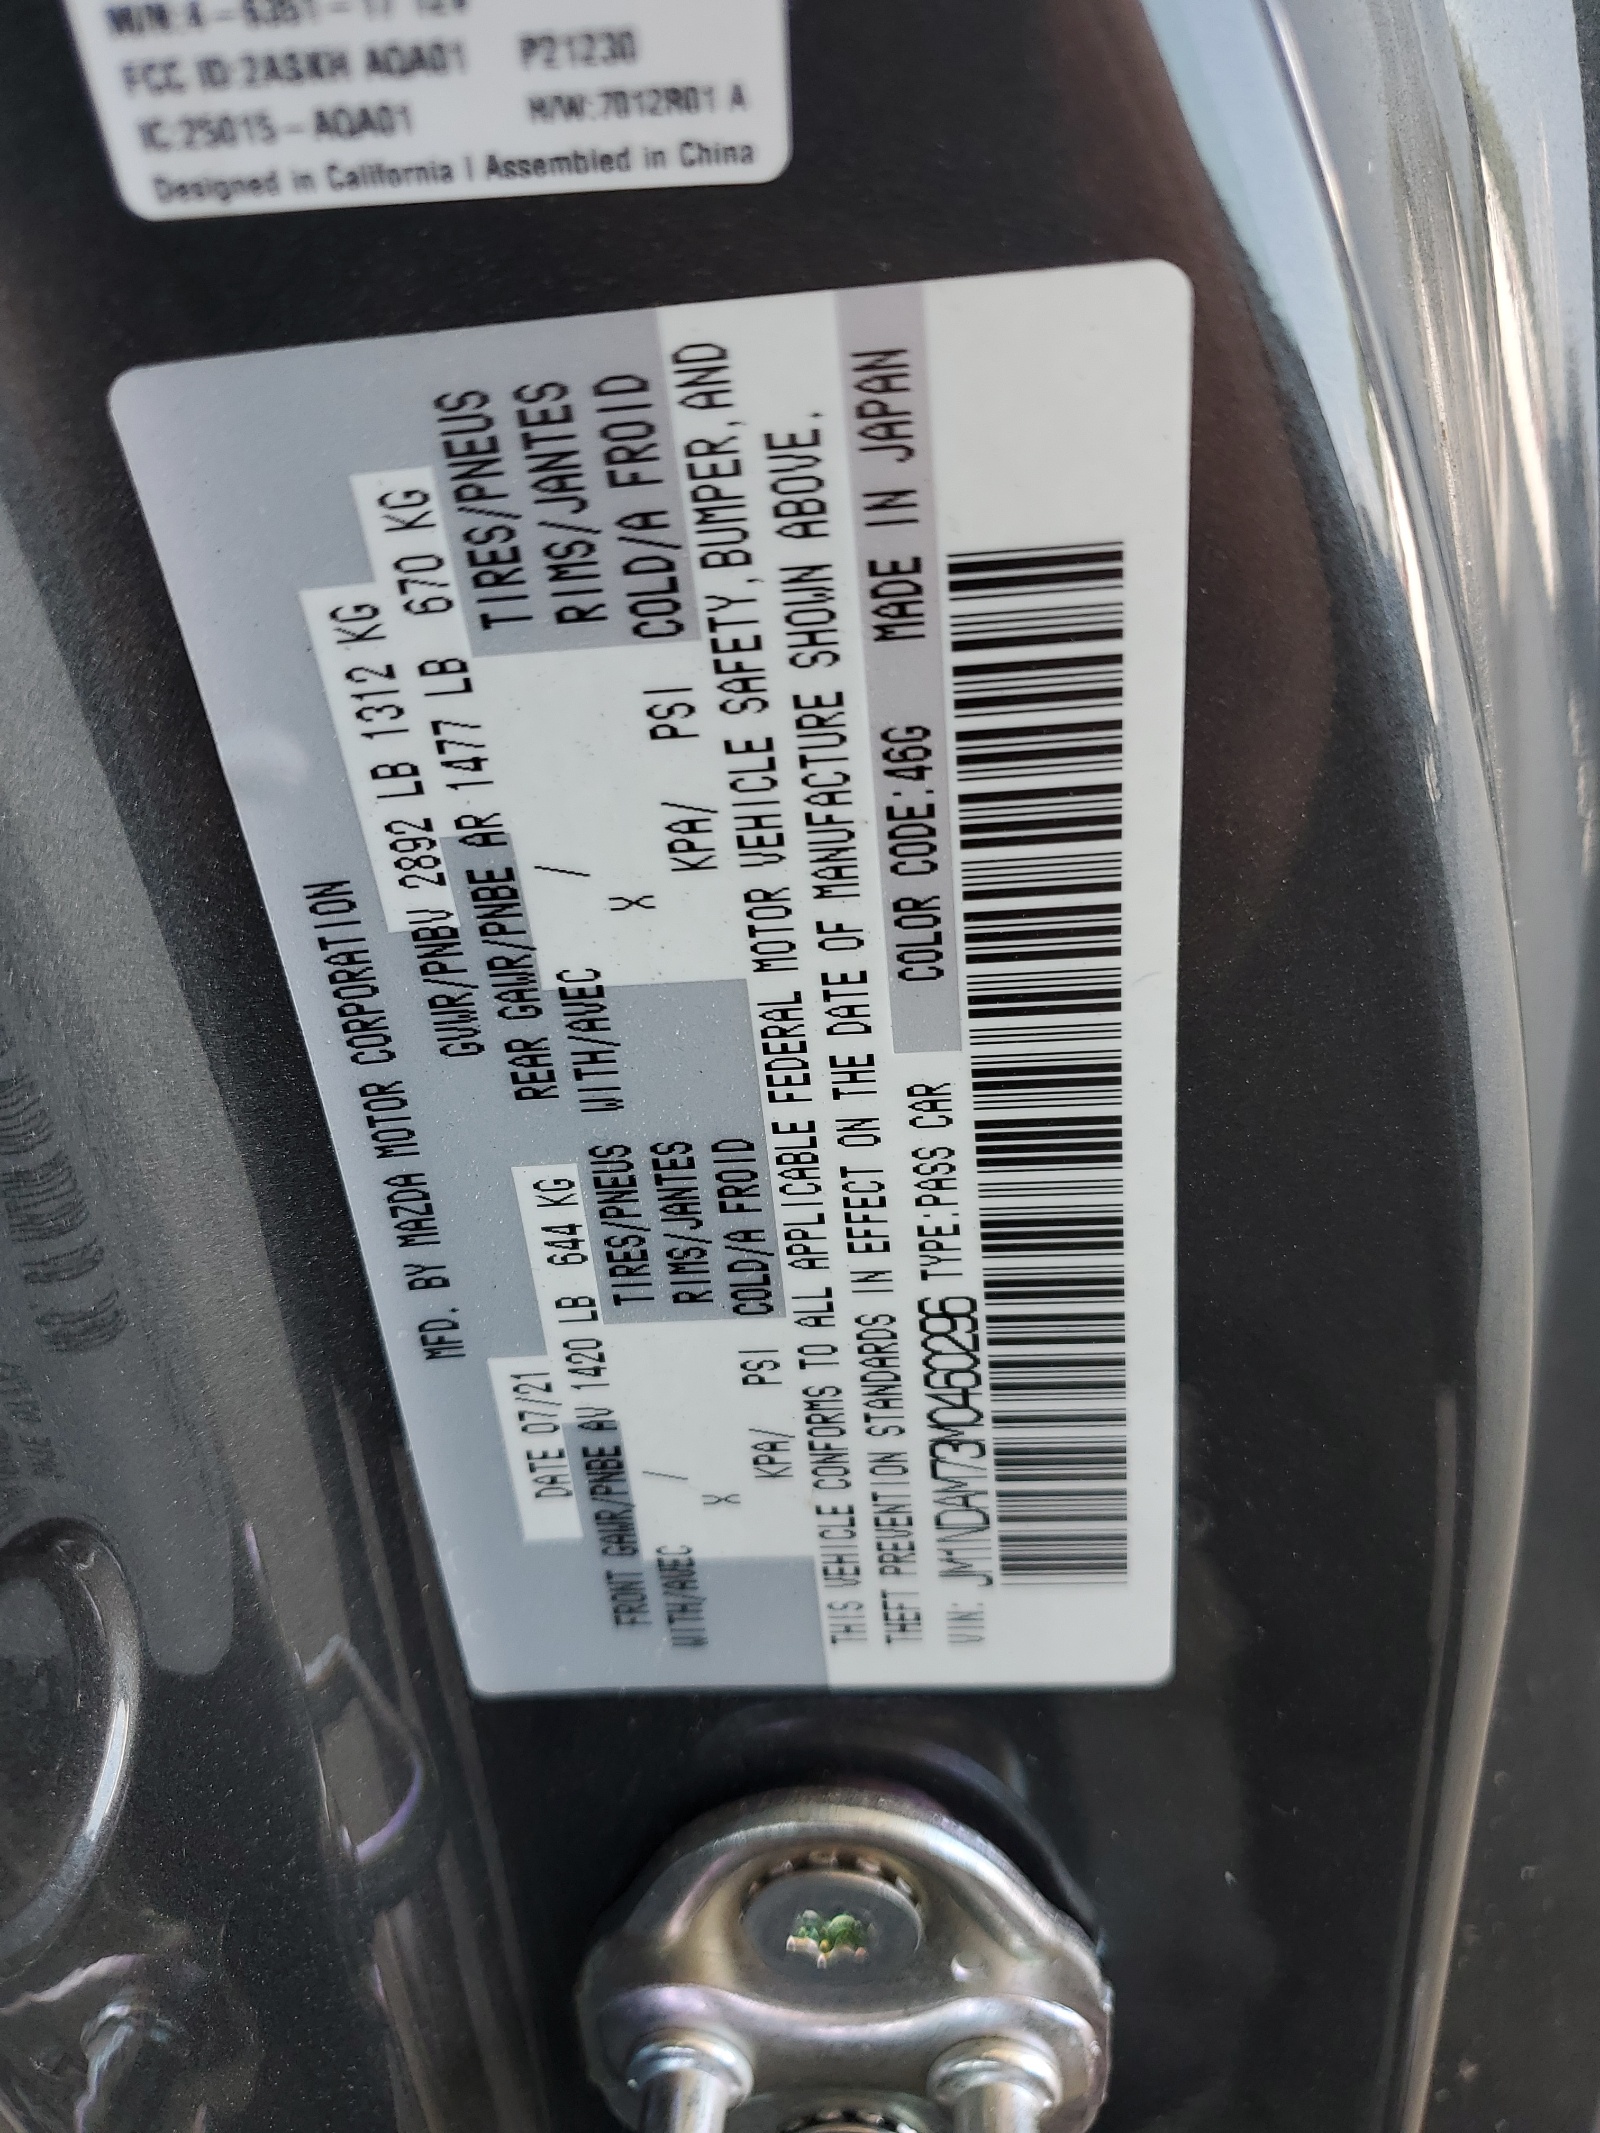 FCC ID:2ASKH AQA01 P21230
IC:25015-AQA01 H/W:7012R01 A
Designed in California | Assembled in China
MFD. BY MAZDA MOTOR CORPORATION
DATE 07/21 GVWR/PNBV 2892 LB 1312 KG
FRONT GAWR/PNBE AV 1420 LB 644 KG REAR GAWR/PNBE AR 1477 LB 670 KG
WITH/AVEC / TIRES/PNEUS WITH/AVEC / TIRES/PNEUS
X RIMS/JANTES X RIMS/JANTES
KPA/ PSI COLD/A FROID KPA/ PSI COLD/A FROID
THIS VEHICLE CONFORMS TO ALL APPLICABLE FEDERAL MOTOR VEHICLE SAFETY,BUMPER,AND
THEFT PREVENTION STANDARDS IN EFFECT ON THE DATE OF MANUFACTURE SHOWN ABOVE.
VIN: JM1NDAM73M0460296 TYPE:PASS CAR COLOR CODE:46G MADE IN JAPAN